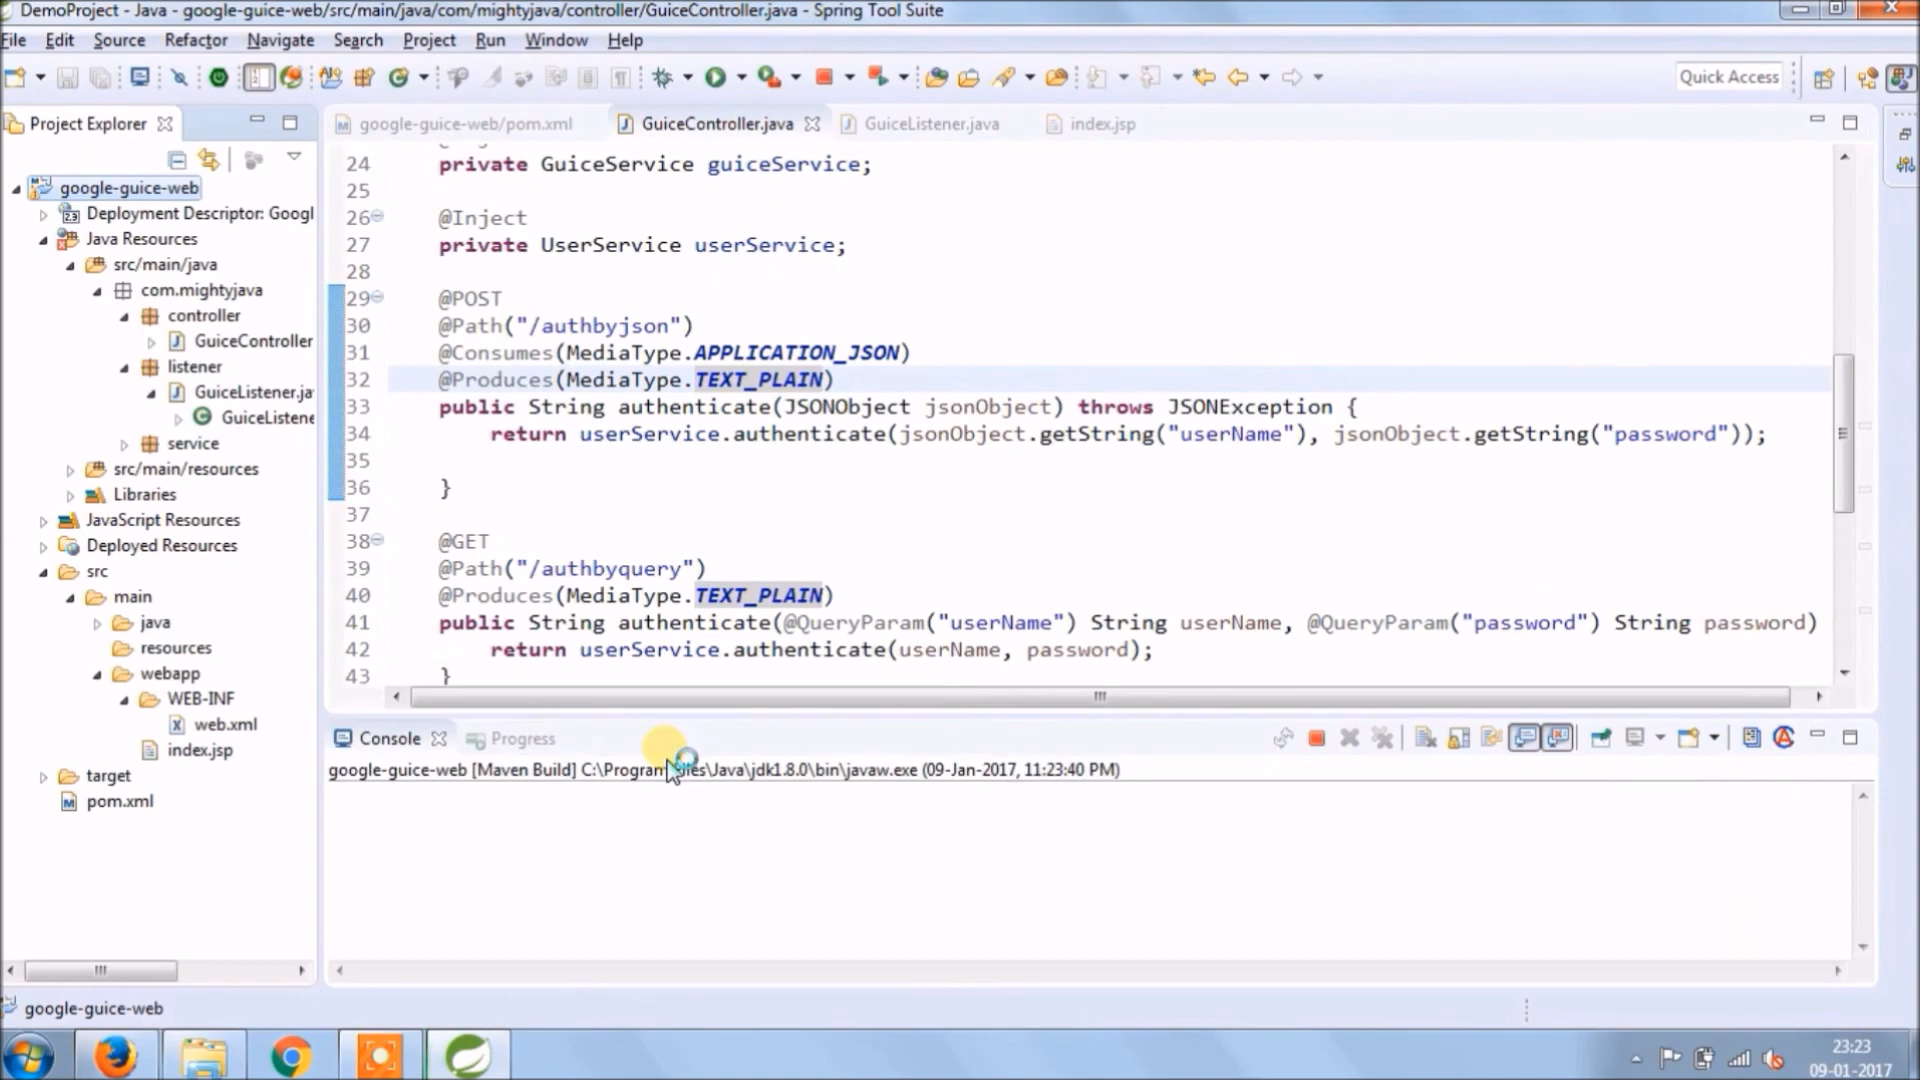 DemoProject - Java - google-guice-web/src/main/java/com/mightyjava/controller/GuiceController.java - Spring Tool Suite
File Edit Source Refactor Navigate Search Project Run Window Help
Quick Access
Project Explorer
google-guice-web/pom.xml GuiceController.java GuiceListener.java index.jsp
google-guice-web
Deployment Descriptor: Googl
Java Resources
src/main/java
com.mightyjava
controller
GuiceController
listener
GuiceListener.ja
GuiceListene
service
src/main/resources
Libraries
JavaScript Resources
Deployed Resources
src
main
java
resources
webapp
WEB-INF
web.xml
index.jsp
target
pom.xml
24 private GuiceService guiceService;
25
26 @Inject
27 private UserService userService;
28
29 @POST
30 @Path("/authbyjson")
31 @Consumes(MediaType.APPLICATION_JSON)
32 @Produces(MediaType.TEXT_PLAIN)
33 public String authenticate(JSONObject jsonObject) throws JSONException {
34 return userService.authenticate(jsonObject.getString("userName"), jsonObject.getString("password"));
35
36 }
37
38 @GET
39 @Path("/authbyquery")
40 @Produces(MediaType.TEXT_PLAIN)
41 public String authenticate(@QueryParam("userName") String userName, @QueryParam("password") String password)
42 return userService.authenticate(userName, password);
43 }
Console Progress
google-guice-web [Maven Build] C:\Program \Java\jdk1.8.0\bin\javaw.exe (09-Jan-2017, 11:23:40 PM)
google-guice-web
23:23
09-01-2017